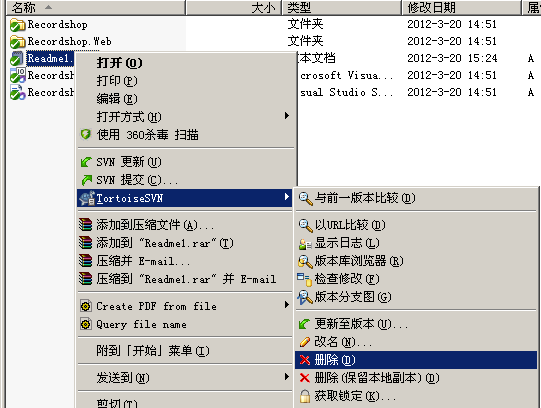 名称 大小 类型 修改日期 属
Recordshop 文件夹 2012-3-20 14:51
Recordshop.Web 文件夹 2012-3-20 14:51
Readme1. 本文档 2012-3-20 15:24 A
Recordsh crosoft Visua... 2012-3-20 14:51 A
Recordsh sual Studio S... 2012-3-20 14:51 A
打开(O)
打印(P)
编辑(E)
打开方式(H)
使用 360杀毒 扫描
SVN 更新(U)
SVN 提交(C)...
TortoiseSVN
添加到压缩文件(A)...
添加到 "Readme1.rar"(T)
压缩并 E-mail...
压缩到 "Readme1.rar" 并 E-mail
Create PDF from file
Query file name
附到「开始」菜单(I)
发送到(N)
剪切(T)
与前一版本比较(D)
以URL比较(D)
显示日志(L)
版本库浏览器(R)
检查修改(F)
版本分支图(G)
更新至版本(U)...
改名(N)...
删除(D)
删除(保留本地副本)(D)
获取锁定(K)...